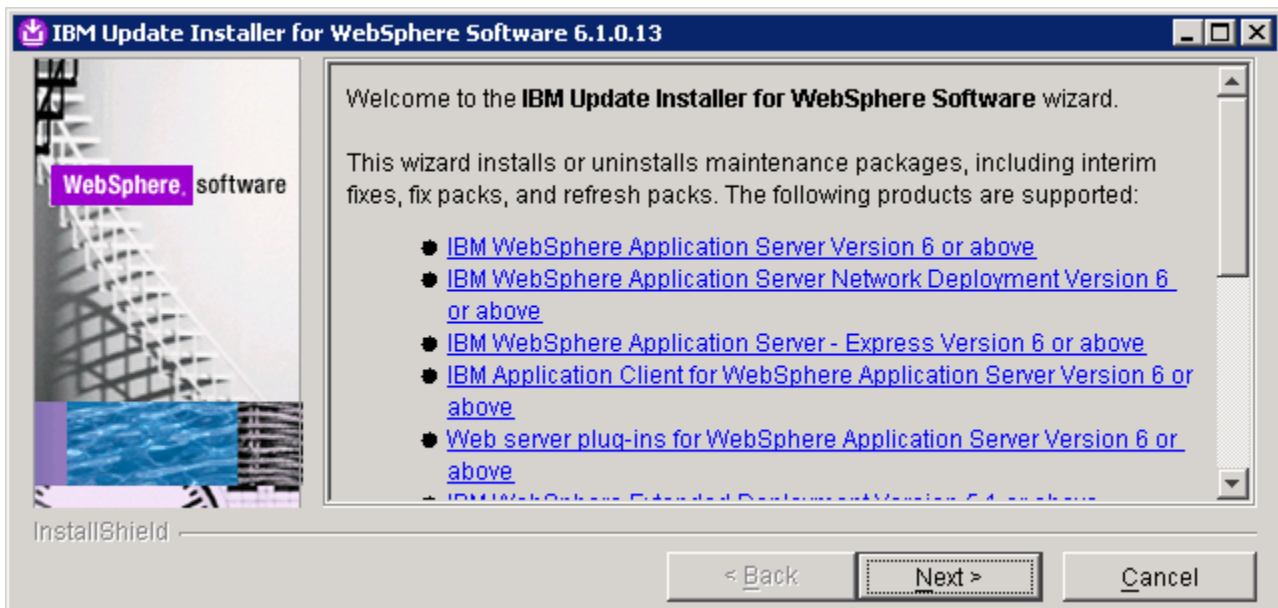 IBM Update Installer for WebSphere Software 6.1.0.13
WebSphere. software
Welcome to the IBM Update Installer for WebSphere Software wizard.
This wizard installs or uninstalls maintenance packages, including interim
fixes, fix packs, and refresh packs. The following products are supported:
IBM WebSphere Application Server Version 6 or above
IBM WebSphere Application Server Network Deployment Version 6
or above
IBM WebSphere Application Server - Express Version 6 or above
IBM Application Client for WebSphere Application Server Version 6 or
above
Web server plug-ins for WebSphere Application Server Version 6 or
above
IBM WebSphere Extended Deployment Version
InstallShield
< Back
Next >
Cancel